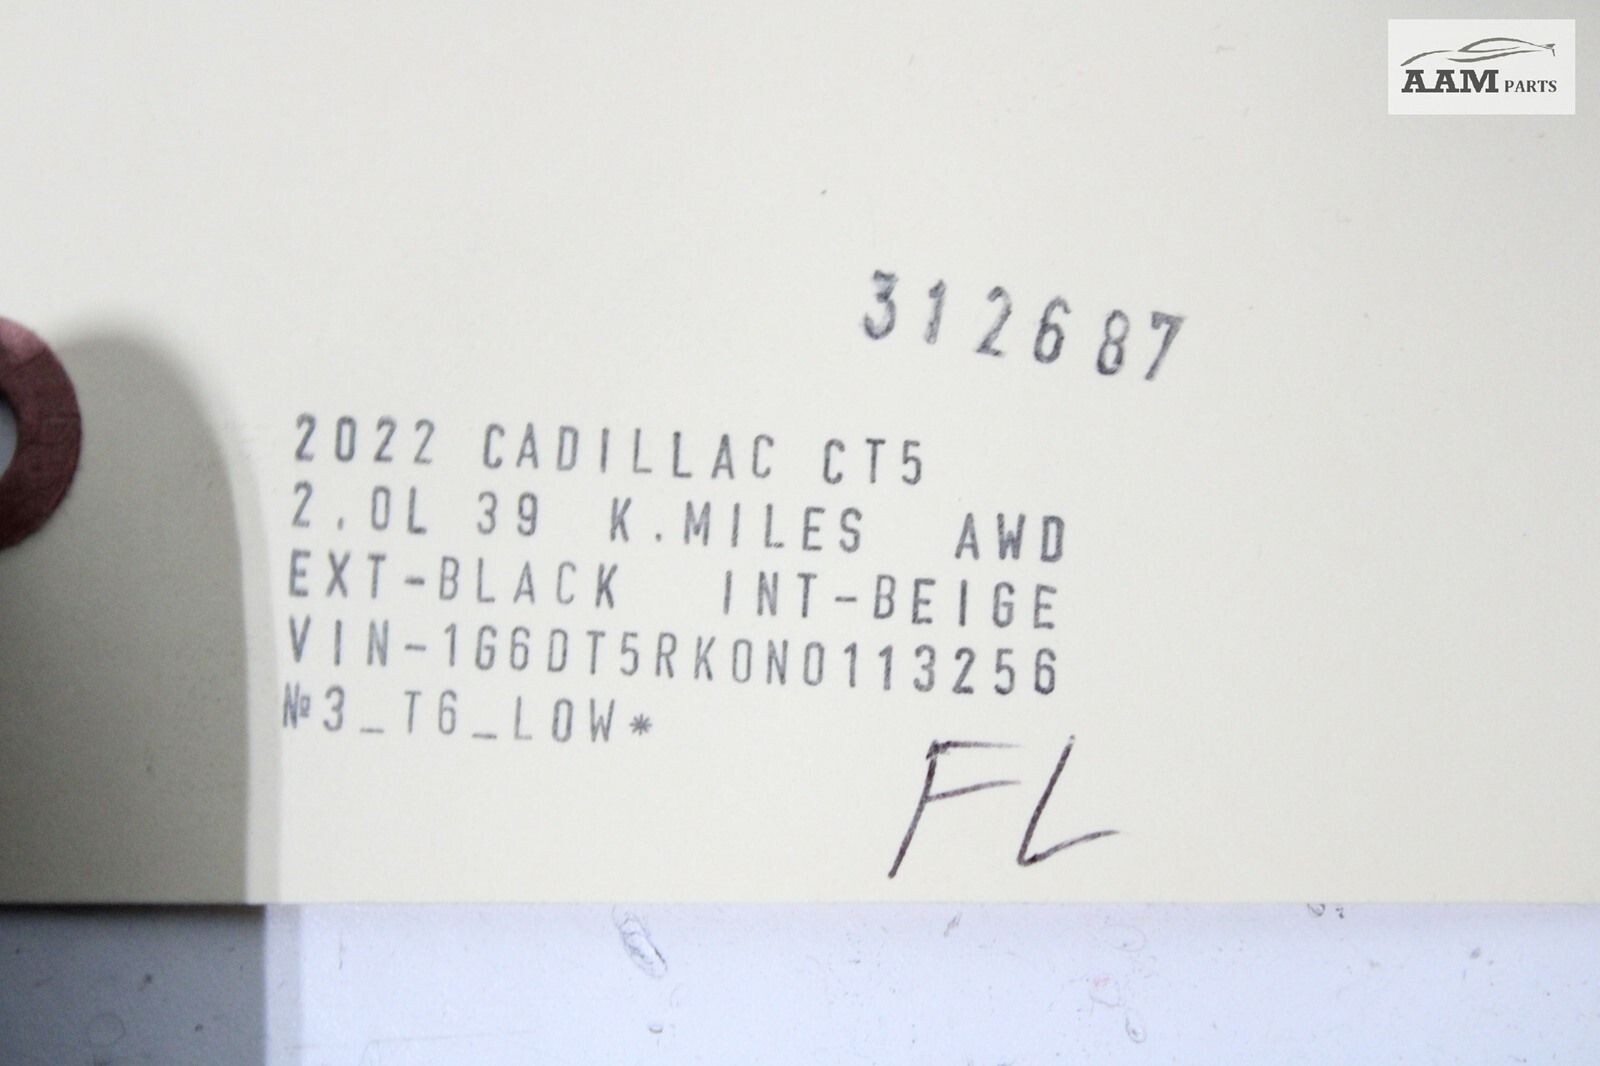 AAM PARTS
312687
2022 CADILLAC CT5
2.0L 39 K.MILES AWD
EXT-BLACK INT-BEIGE
VIN-1G6DT5RK0N0113256
№3_T6_LOW*
FL